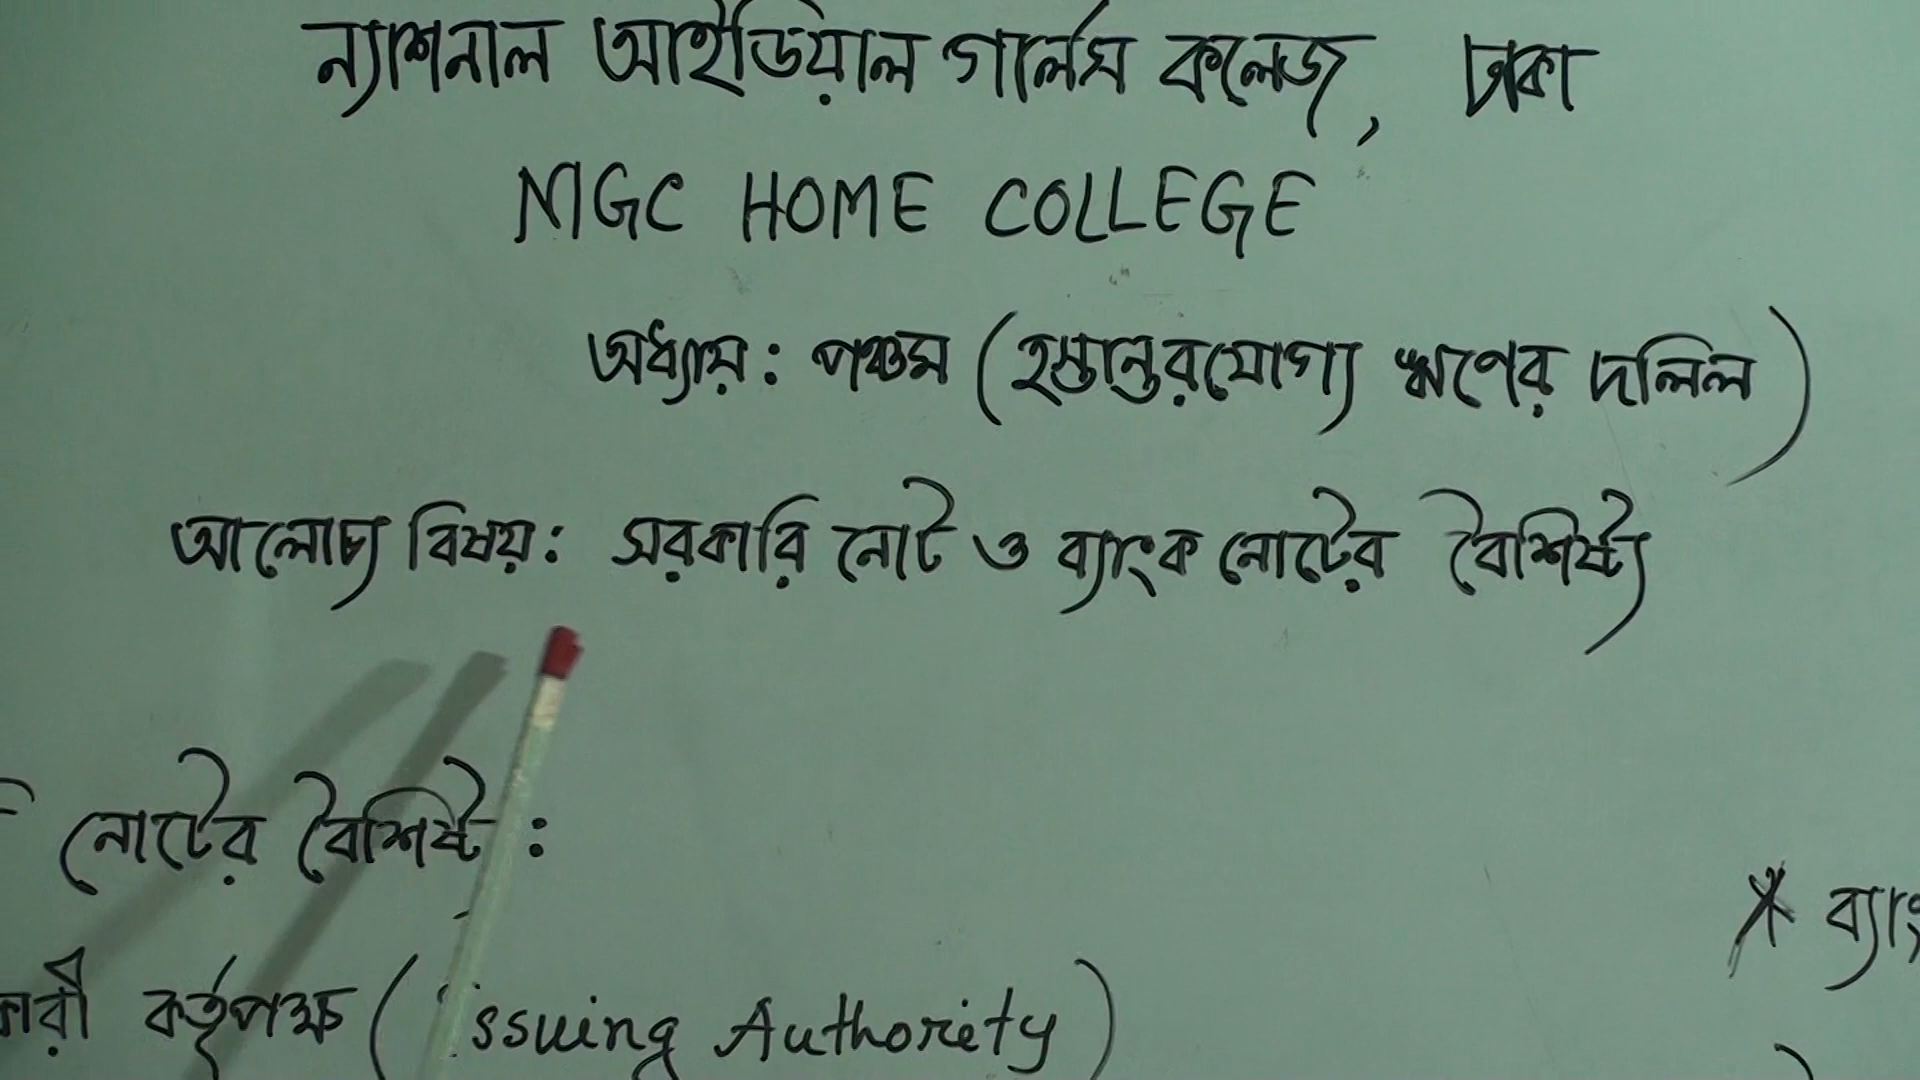 ন্যাশনাল আইডিয়াল গার্লস কলেজ, ঢাকা
NIGC HOME COLLEGE
অধ্যায়: পঞ্চম (হস্তান্তরযোগ্য ঋণের দলিল)
আলোচ্য বিষয়: সরকারি নোট ও ব্যাংক নোটের বৈশিষ্ট্য
নোটের বৈশিষ্ট :
* ব্যাং
কর্তৃপক্ষ ( issuing Authority)